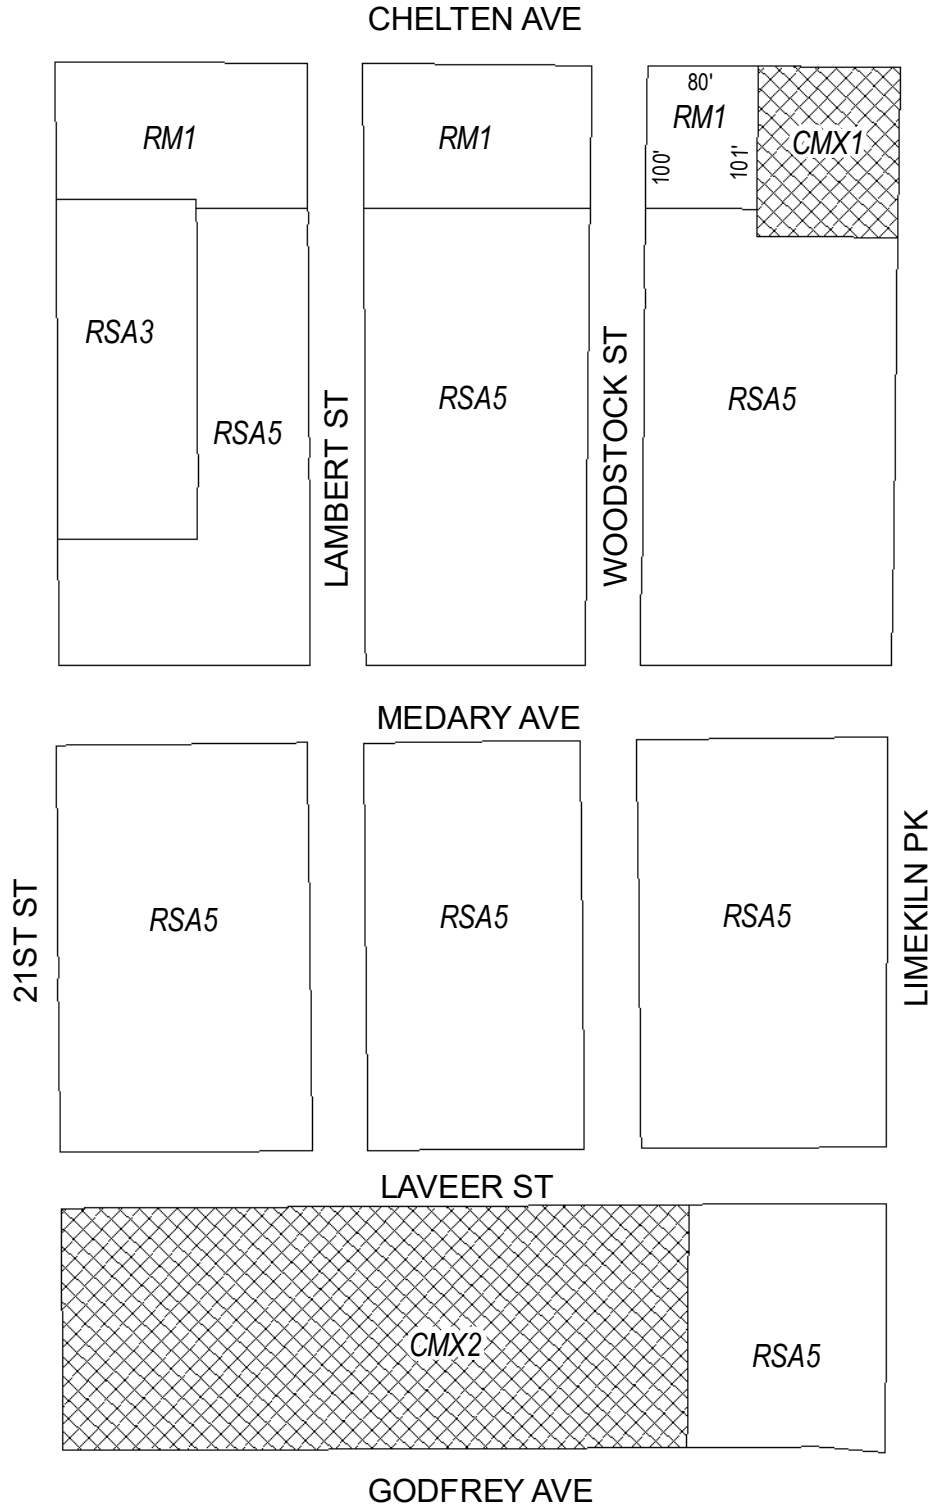 CHELTEN AVE
RM1
RM1
80'
RM1
100'
101'
CMX1
RSA3
RSA5
LAMBERT ST
RSA5
WOODSTOCK ST
RSA5
MEDARY AVE
21ST ST
RSA5
RSA5
RSA5
LIMEKILN PK
LAVEER ST
CMX2
RSA5
GODFREY AVE